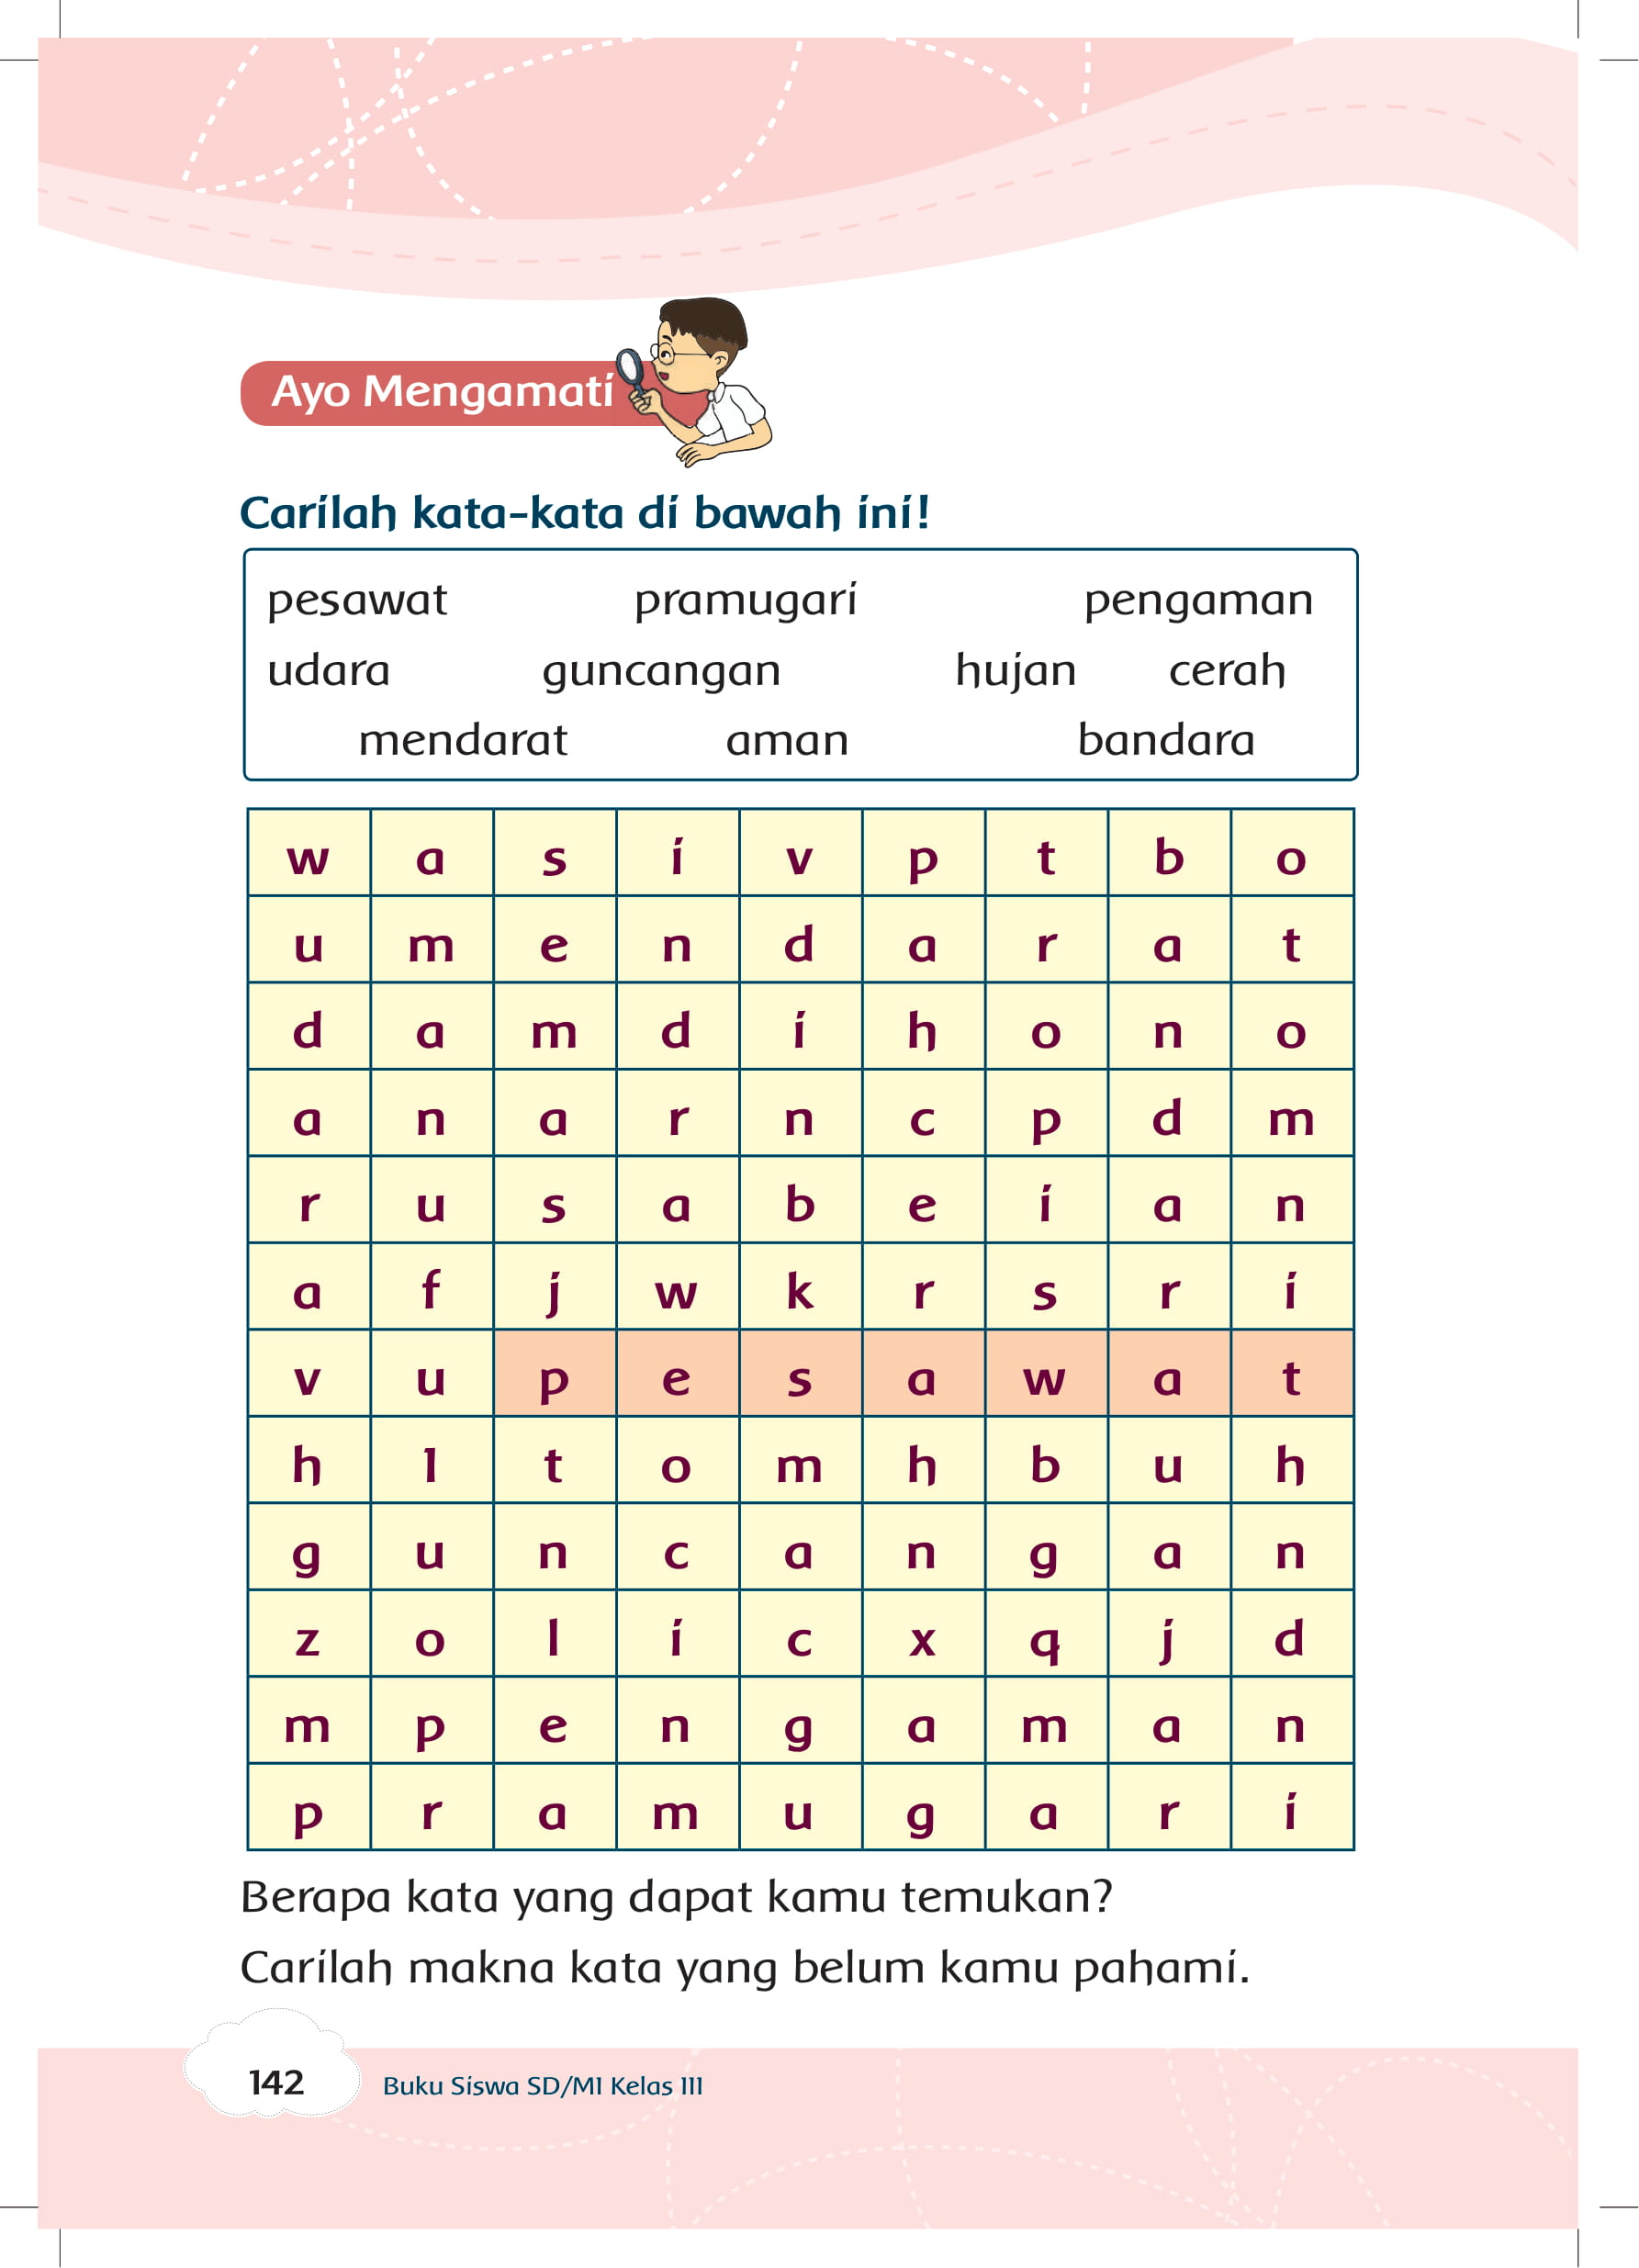 Ayo Mengamati
Carilah kata-kata di bawah ini!
pesawat pramugari pengaman
udara guncangan hujan cerah
mendarat aman bandara
w a s i v p t b o
u m e n d a r a t
d a m d i h o n o
a n a r n c p d m
r u s a b e i a n
a f j w k r s r i
v u p e s a w a t
h l t o m h b u h
g u n c a n g a n
z o l i c x q j d
m p e n g a m a n
p r a m u g a r i
Berapa kata yang dapat kamu temukan?
Carilah makna kata yang belum kamu pahami.
142 Buku Siswa SD/MI Kelas III